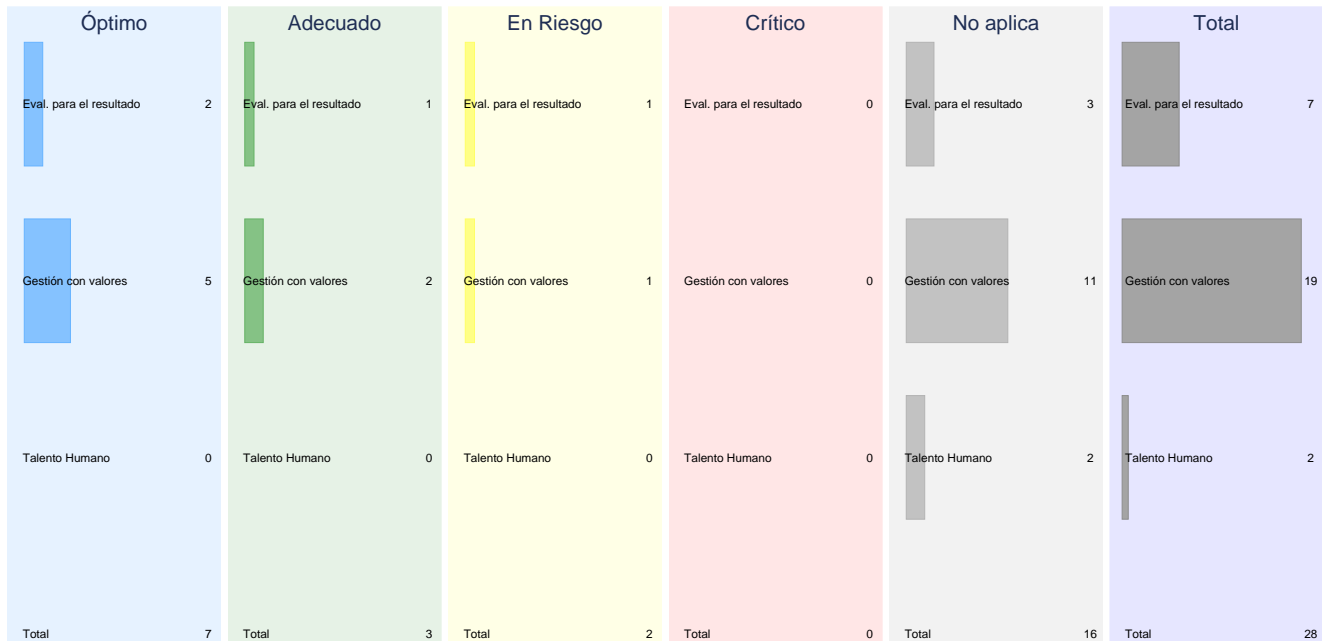 Óptimo
Adecuado
En Riesgo
Crítico
No aplica
Total
Eval. para el resultado 2
Eval. para el resultado 1
Eval. para el resultado 1
Eval. para el resultado 0
Eval. para el resultado 3
Eval. para el resultado 7
Gestión con valores 5
Gestión con valores 2
Gestión con valores 1
Gestión con valores 0
Gestión con valores 11
Gestión con valores 19
Talento Humano 0
Talento Humano 0
Talento Humano 0
Talento Humano 0
Talento Humano 2
Talento Humano 2
Total 7
Total 3
Total 2
Total 0
Total 16
Total 28